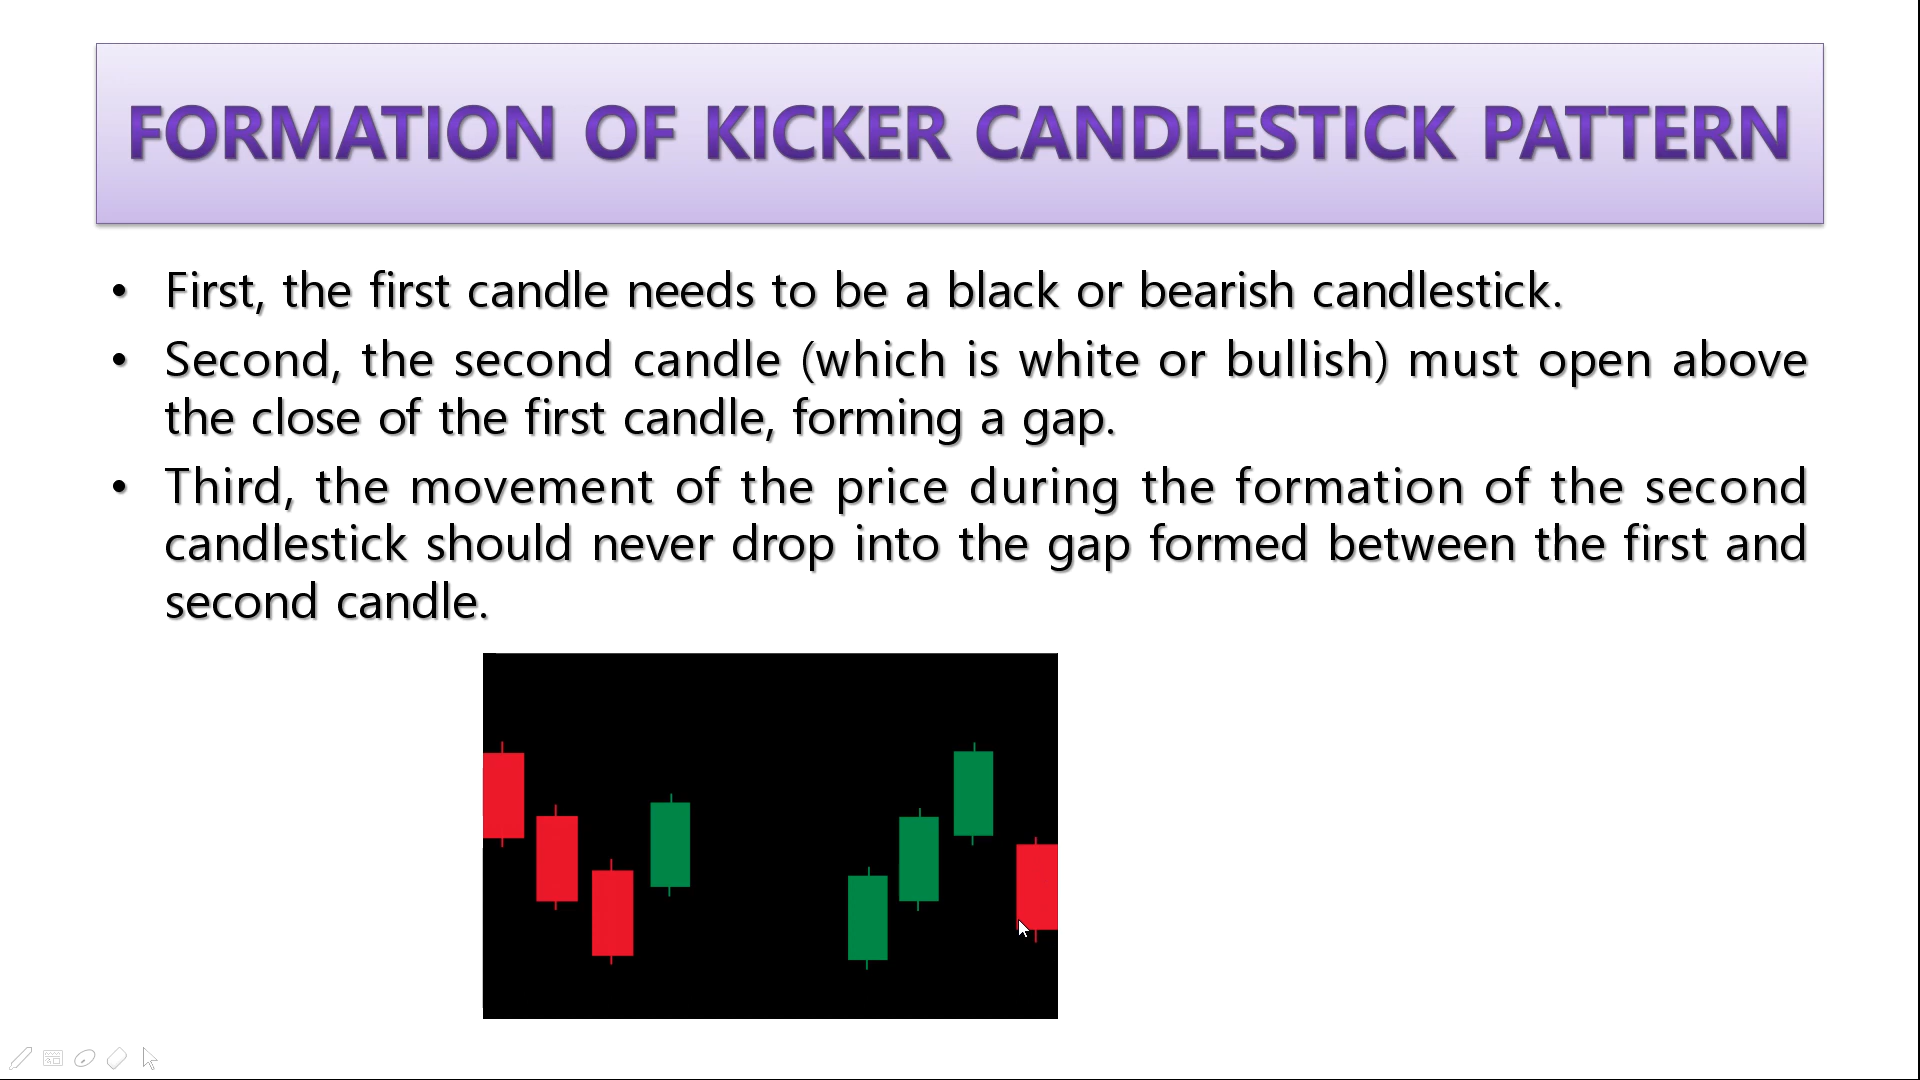 FORMATION OF KICKER CANDLESTICK PATTERN
• First, the first candle needs to be a black or bearish candlestick.
• Second, the second candle (which is white or bullish) must open above
the close of the first candle, forming a gap.
• Third, the movement of the price during the formation of the second
candlestick should never drop into the gap formed between the first and
second candle.